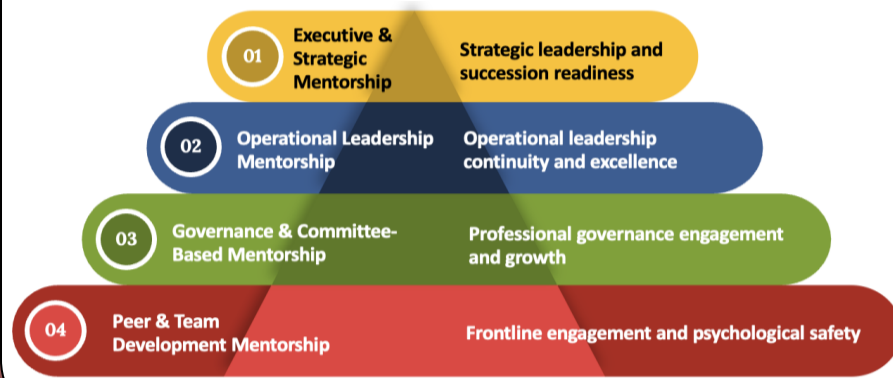 01
Executive &
Strategic
Mentorship
Strategic leadership and
succession readiness
02
Operational Leadership
Mentorship
Operational leadership
continuity and excellence
03
Governance & Committee-
Based Mentorship
Professional governance engagement
and growth
04
Peer & Team
Development Mentorship
Frontline engagement and psychological safety